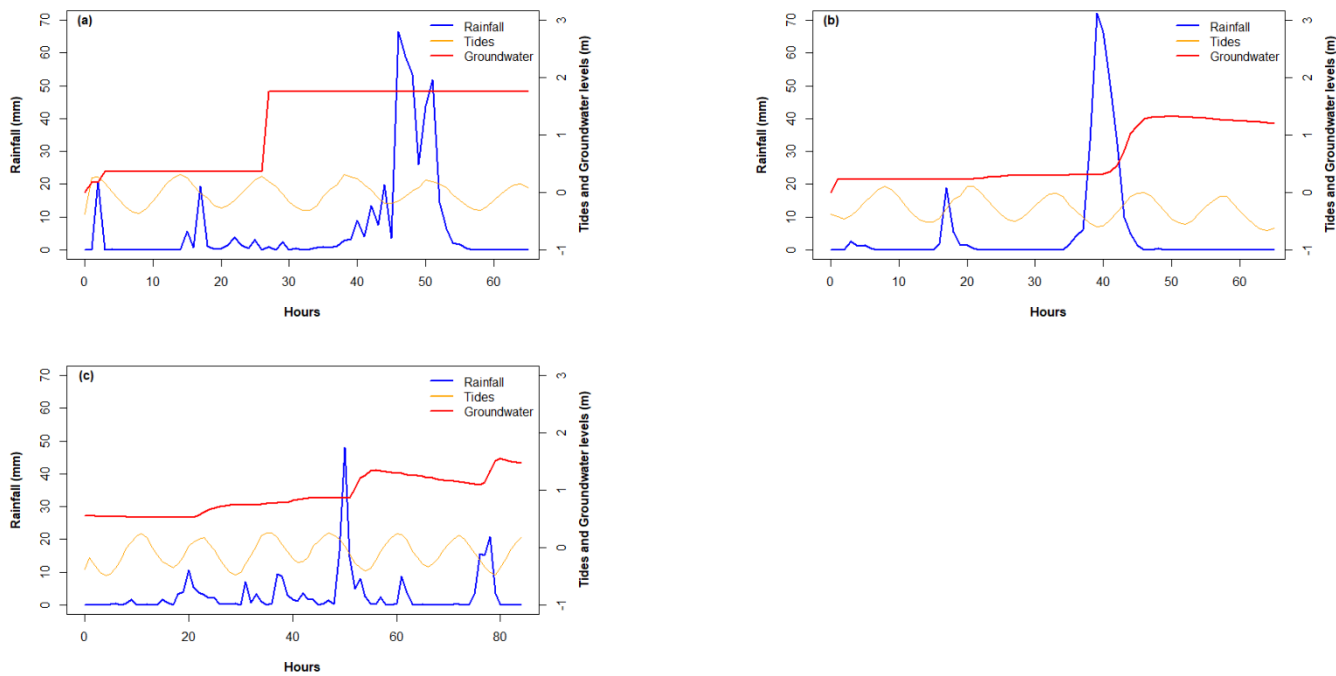 (a)
Rainfall
Tides
Groundwater
Rainfall (mm)
0 10 20 30 40 50 60 70
Tides and Groundwater levels (m)
-1 0 1 2 3
0 10 20 30 40 50 60
Hours
(b)
Rainfall
Tides
Groundwater
Rainfall (mm)
0 10 20 30 40 50 60 70
Tides and Groundwater levels (m)
-1 0 1 2 3
0 10 20 30 40 50 60
Hours
(c)
Rainfall
Tides
Groundwater
Rainfall (mm)
0 10 20 30 40 50 60 70
Tides and Groundwater levels (m)
-1 0 1 2 3
0 20 40 60 80
Hours